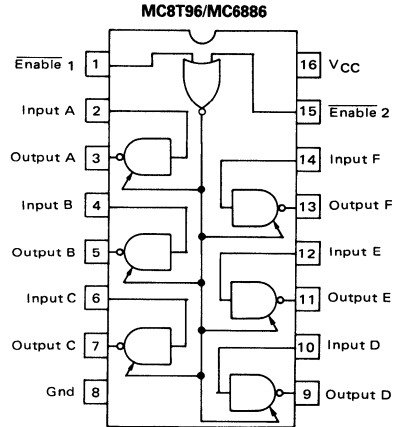 MC8T96/MC6886
Enable 1 1
16 VCC
Input A 2
15 Enable 2
Output A 3
14 Input F
Input B 4
13 Output F
Output B 5
12 Input E
Input C 6
11 Output E
Output C 7
10 Input D
Gnd 8
9 Output D